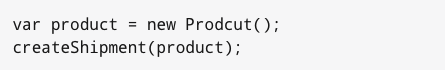 var product = new Prodcut();
createShipment(product);